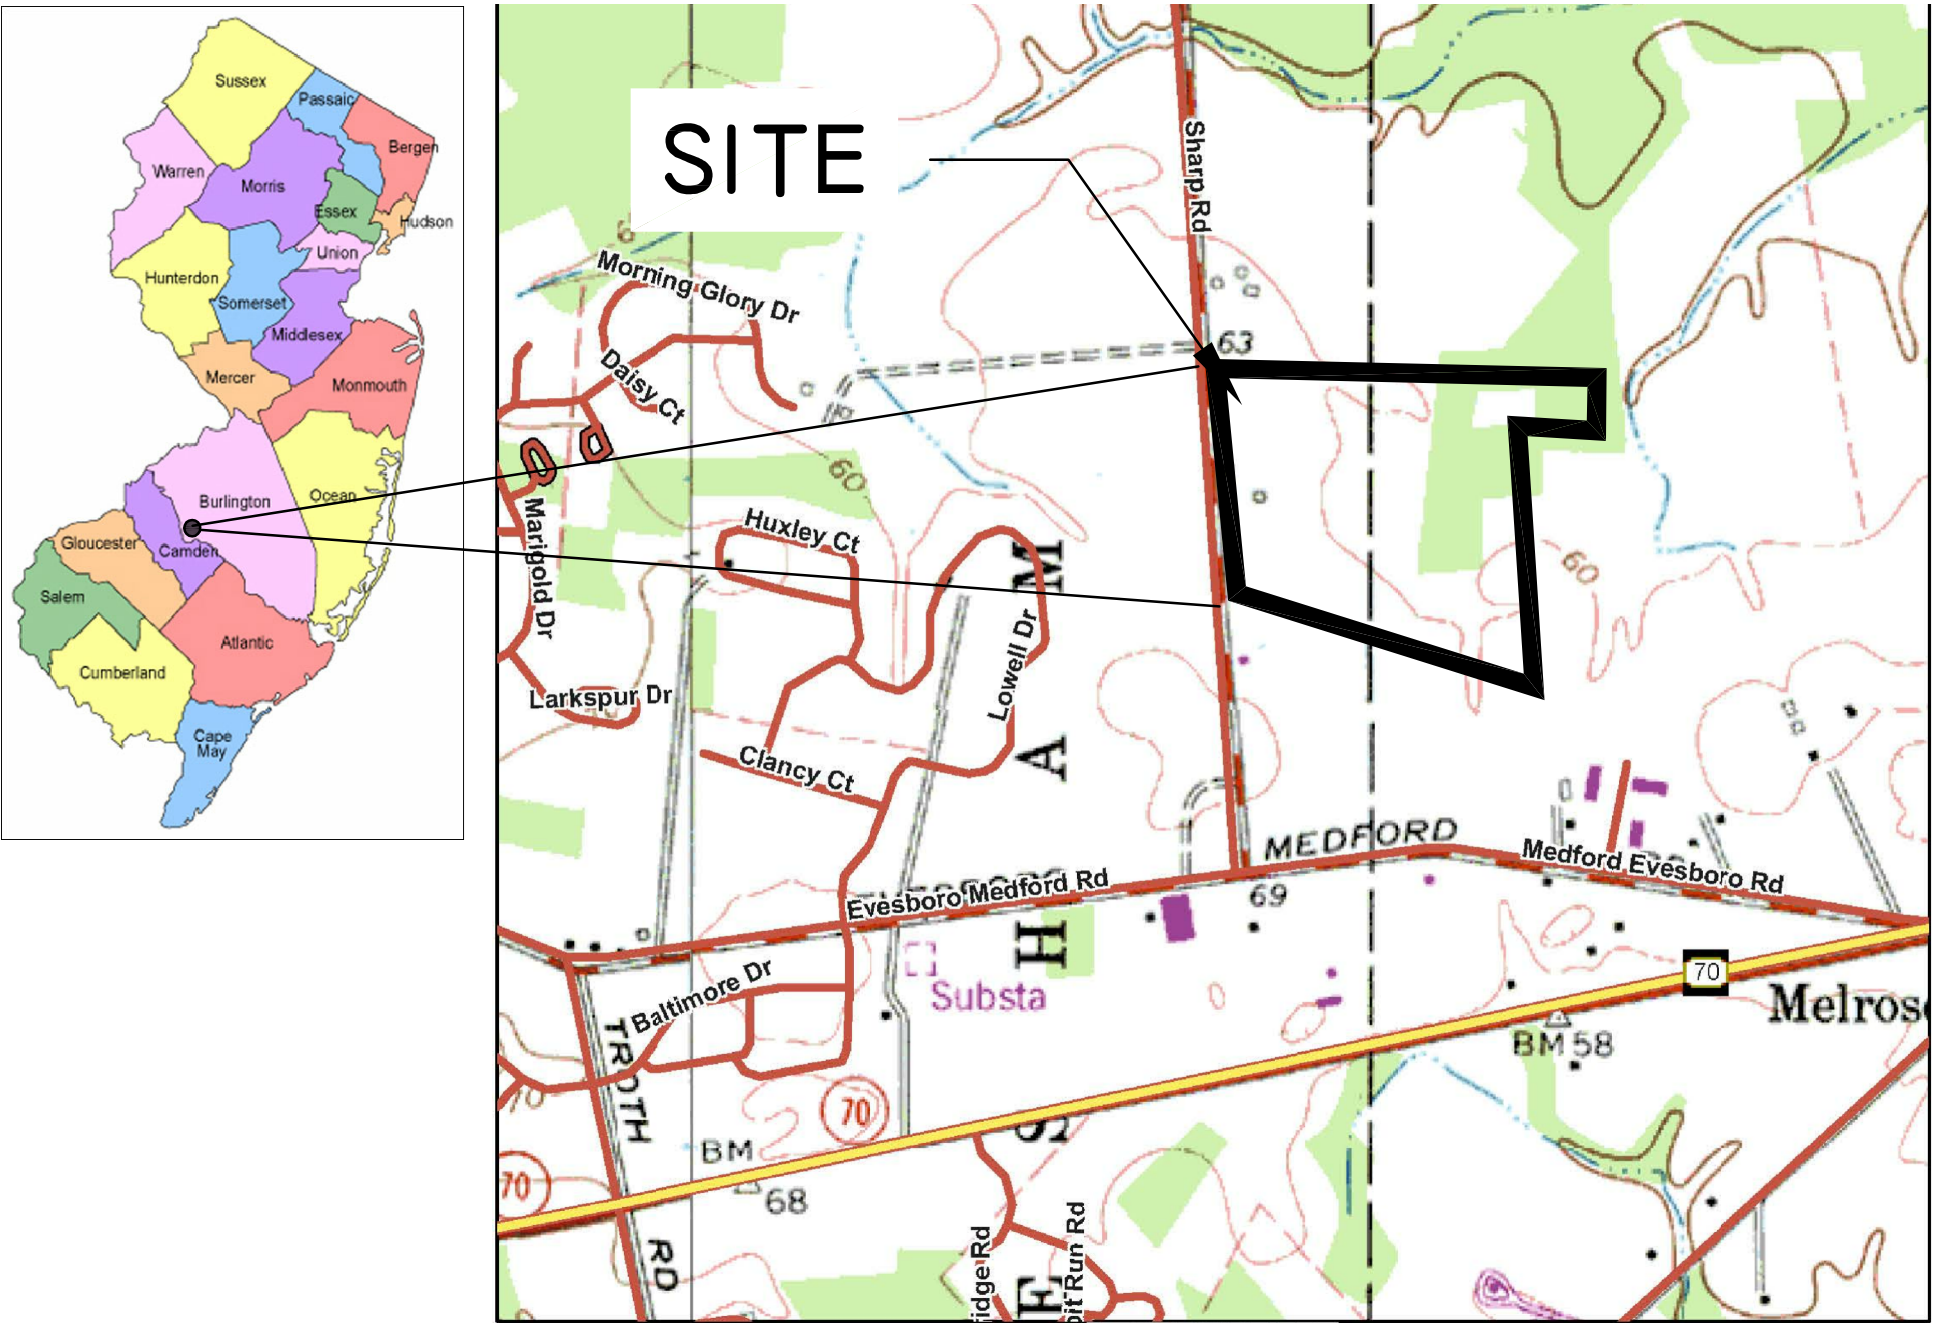 Sussex
Passaic
Bergen
Warren
Morris
Essex
Hudson
Union
Hunterdon
Somerset
Middlesex
Mercer
Monmouth
Burlington
Ocean
Gloucester
Camden
Salem
Atlantic
Cumberland
Cape
May
SITE
Sharp Rd
63
Morning Glory Dr
Daisy Ct
60
Marigold Dr
Huxley Ct
M
60
Lowell Dr
Larkspur Dr
A
Clancy Ct
MEDFORD
Medford Evesboro Rd
Evesboro Medford Rd
69
H
Baltimore Dr
Substa
70
Melrose
BM 58
TROTH
70
70
S
BM
68
70
RD
E